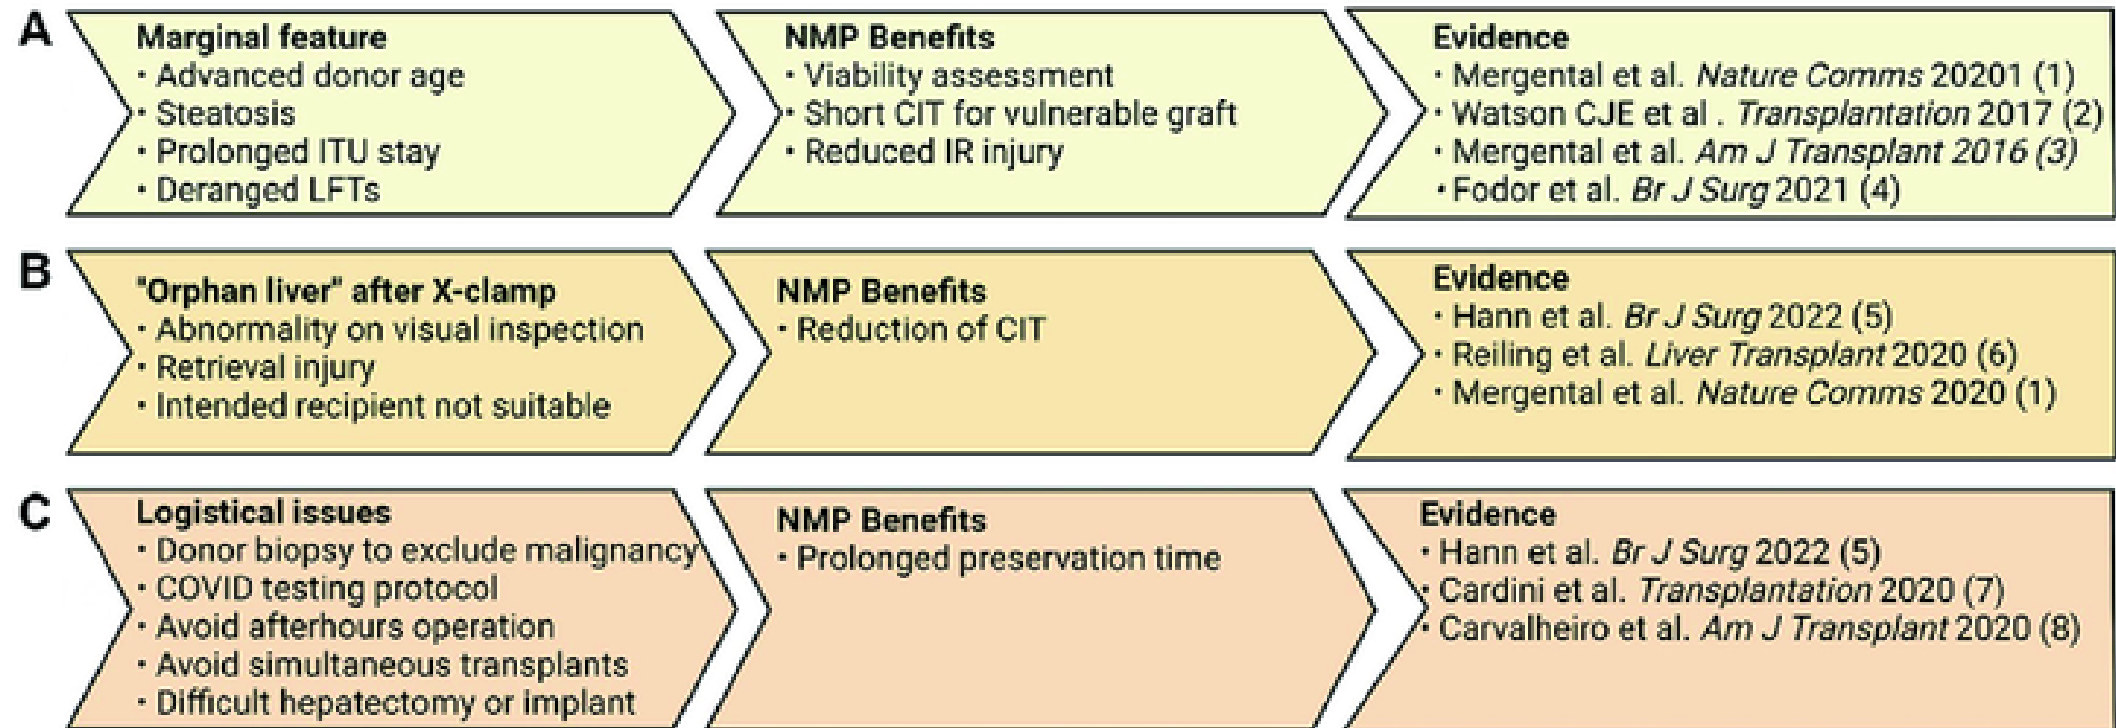 A
Marginal feature
• Advanced donor age
• Steatosis
• Prolonged ITU stay
• Deranged LFTs
NMP Benefits
• Viability assessment
• Short CIT for vulnerable graft
• Reduced IR injury
Evidence
• Mergental et al. Nature Comms 20201 (1)
• Watson CJE et al . Transplantation 2017 (2)
• Mergental et al. Am J Transplant 2016 (3)
• Fodor et al. Br J Surg 2021 (4)
B
"Orphan liver" after X-clamp
• Abnormality on visual inspection
• Retrieval injury
• Intended recipient not suitable
NMP Benefits
• Reduction of CIT
Evidence
• Hann et al. Br J Surg 2022 (5)
• Reiling et al. Liver Transplant 2020 (6)
• Mergental et al. Nature Comms 2020 (1)
C
Logistical issues
• Donor biopsy to exclude malignancy
• COVID testing protocol
• Avoid afterhours operation
• Avoid simultaneous transplants
• Difficult hepatectomy or implant
NMP Benefits
• Prolonged preservation time
Evidence
• Hann et al. Br J Surg 2022 (5)
• Cardini et al. Transplantation 2020 (7)
• Carvalheiro et al. Am J Transplant 2020 (8)